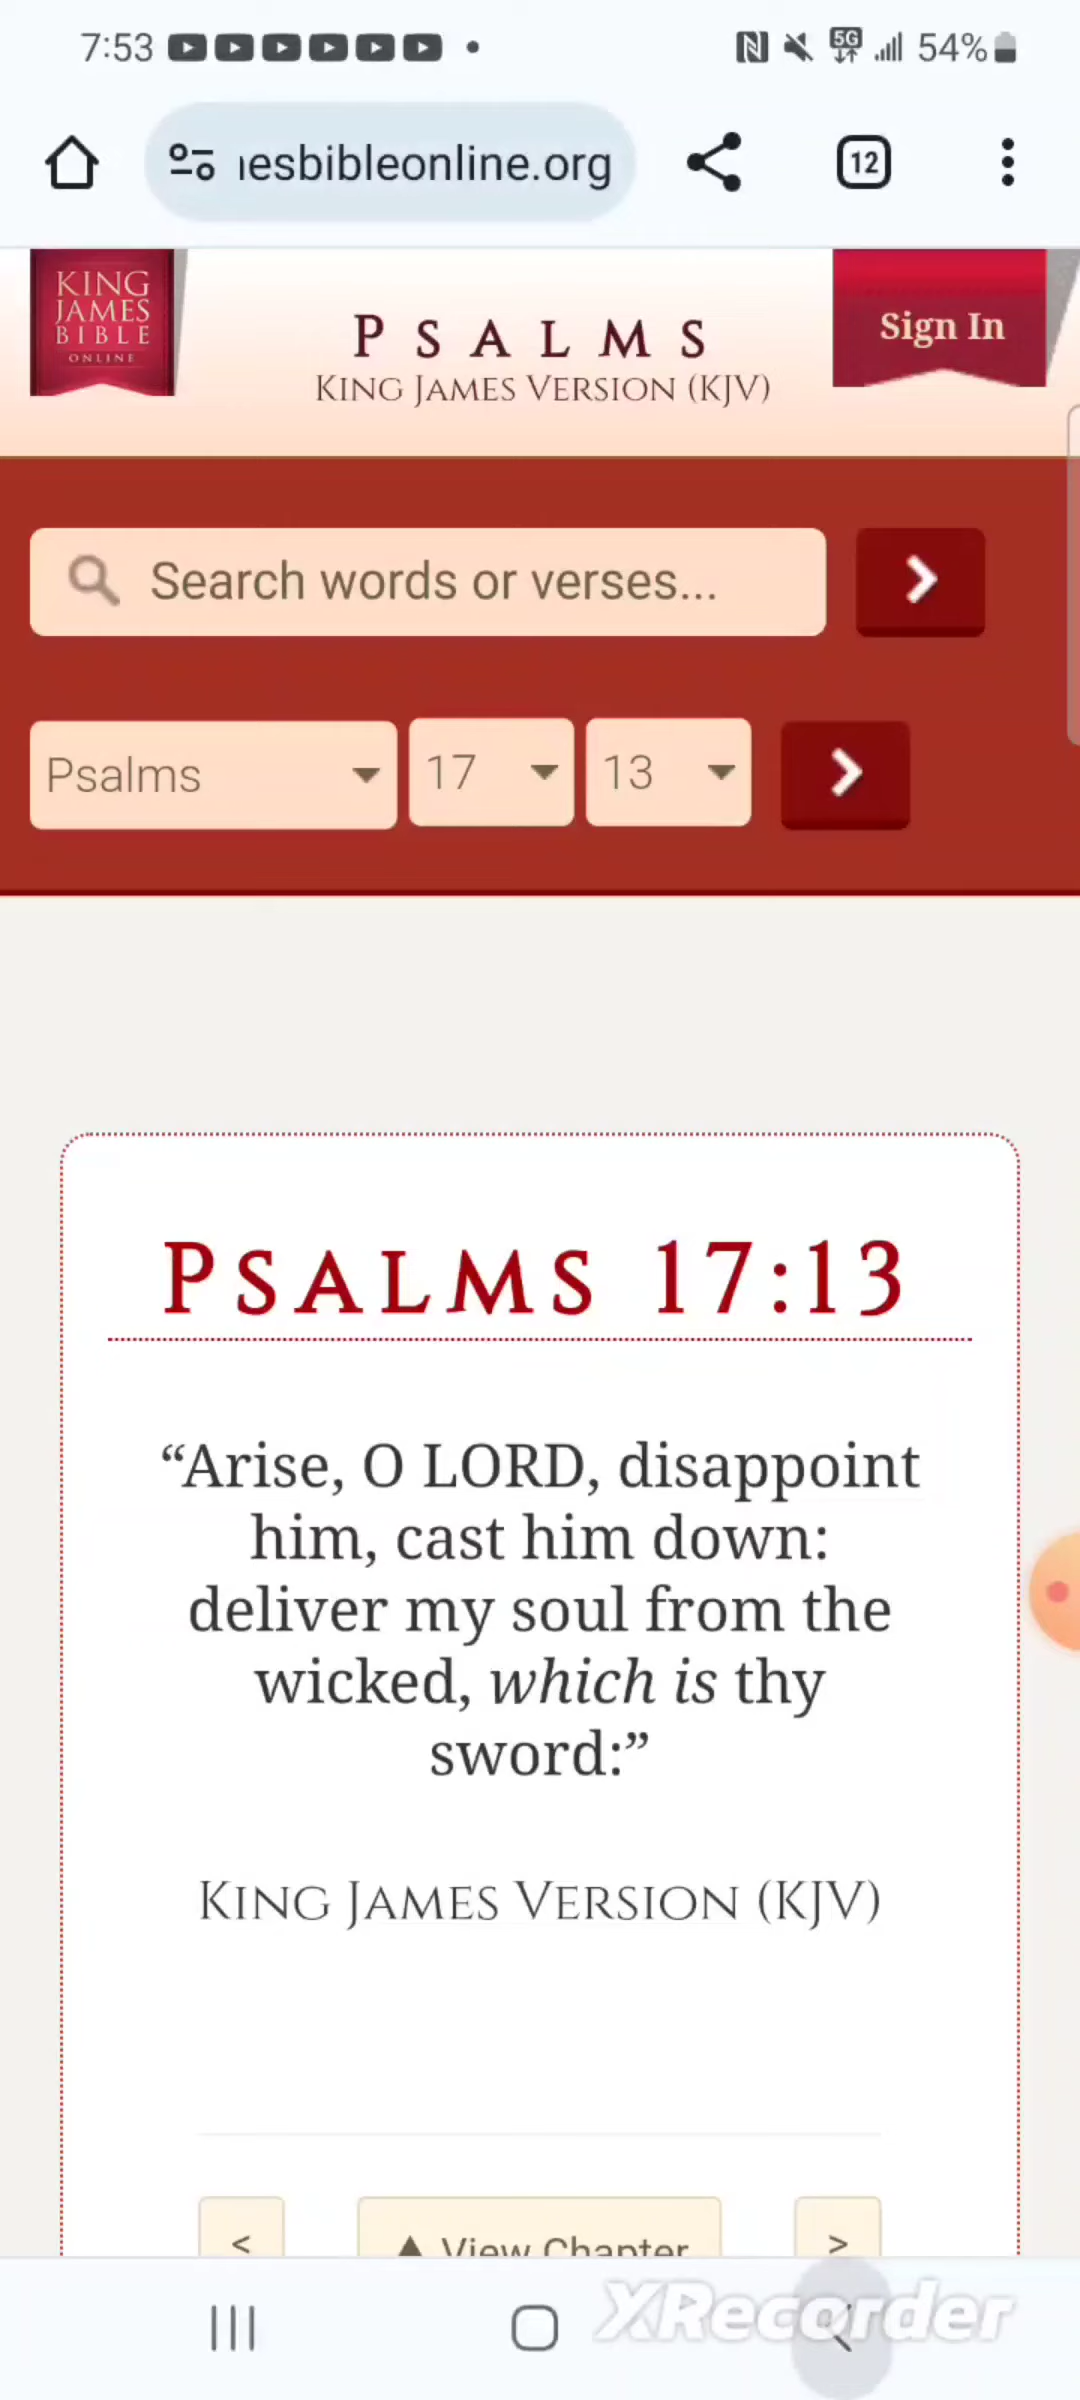 7:53
5G 54%
ıesbibleonline.org
12
KING
JAMES
BIBLE
ONLINE
PSALMS
KING JAMES VERSION (KJV)
Sign In
Search words or verses...
Psalms 17 13
PSALMS 17:13
“Arise, O LORD, disappoint
him, cast him down:
deliver my soul from the
wicked, which is thy
sword:”
KING JAMES VERSION (KJV)
< ▲ View Chapter >
XRecorder